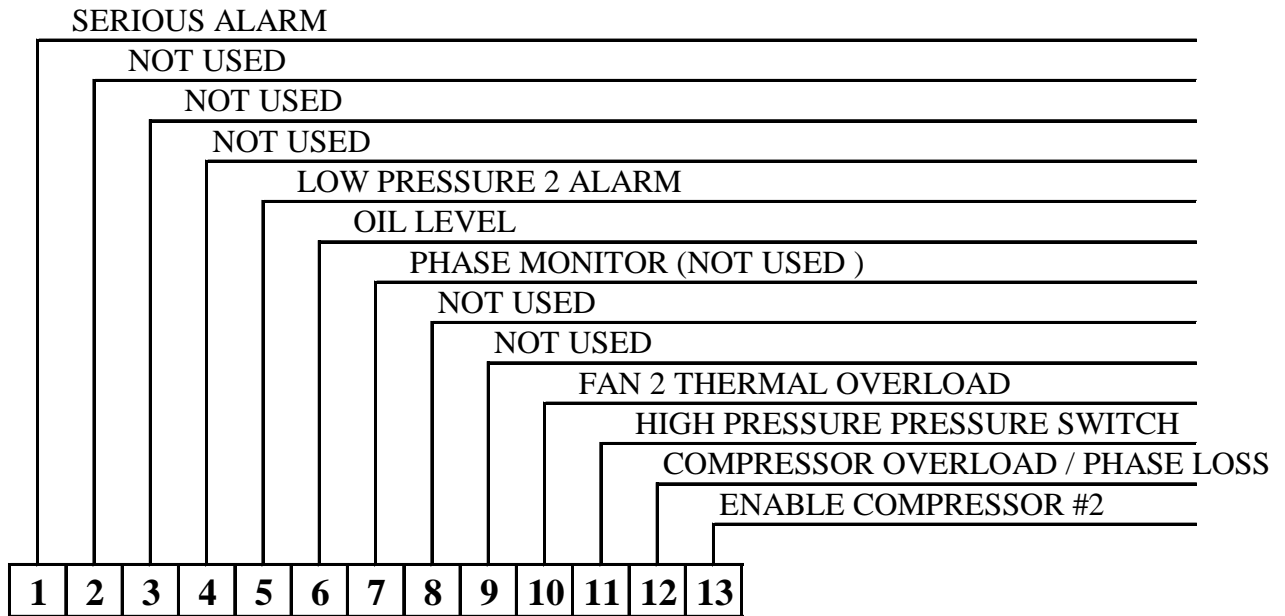 SERIOUS ALARM
NOT USED
NOT USED
NOT USED
LOW PRESSURE 2 ALARM
OIL LEVEL
PHASE MONITOR (NOT USED )
NOT USED
NOT USED
FAN 2 THERMAL OVERLOAD
HIGH PRESSURE PRESSURE SWITCH
COMPRESSOR OVERLOAD / PHASE LOSS
ENABLE COMPRESSOR #2
1 2 3 4 5 6 7 8 9 10 11 12 13